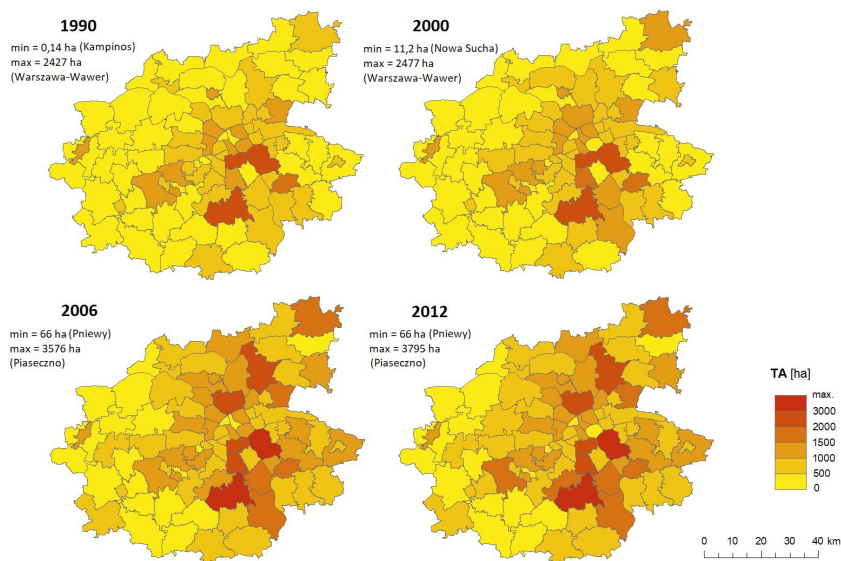 1990
min = 0,14 ha (Kampinos)
max = 2427 ha
(Warszawa-Wawer)
2000
min = 11,2 ha (Nowa Sucha)
max = 2477 ha
(Warszawa-Wawer)
2006
min = 66 ha (Pniewy)
max = 3576 ha
(Piaseczno)
2012
min = 66 ha (Pniewy)
max = 3795 ha
(Piaseczno)
TA [ha]
max.
3000
2000
1500
1000
500
0
0 5 10 20 30 40 km